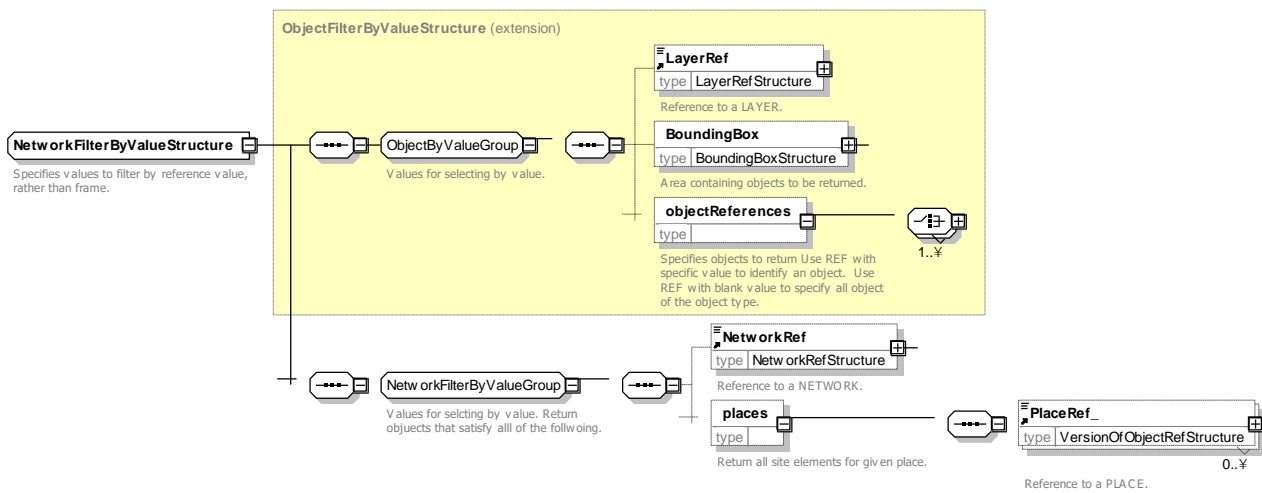 ObjectFilterByValueStructure (extension)
LayerRef
type LayerRefStructure
Reference to a LAYER.
NetworkFilterByValueStructure
Specifies values to filter by reference value,
rather than frame.
ObjectByValueGroup
Values for selecting by value.
BoundingBox
type BoundingBoxStructure
Area containing objects to be returned.
objectReferences
type
1..¥
Specifies objects to return Use REF with
specific value to identify an object. Use
REF with blank value to specify all object
of the object type.
NetworkRef
type NetworkRefStructure
Reference to a NETWORK.
NetworkFilterByValueGroup
Values for selcting by value. Return
objuects that satisfy alll of the follwoing.
places
type
Return all site elements for given place.
PlaceRef_
type VersionOfObjectRefStructure
0..¥
Reference to a PLACE.